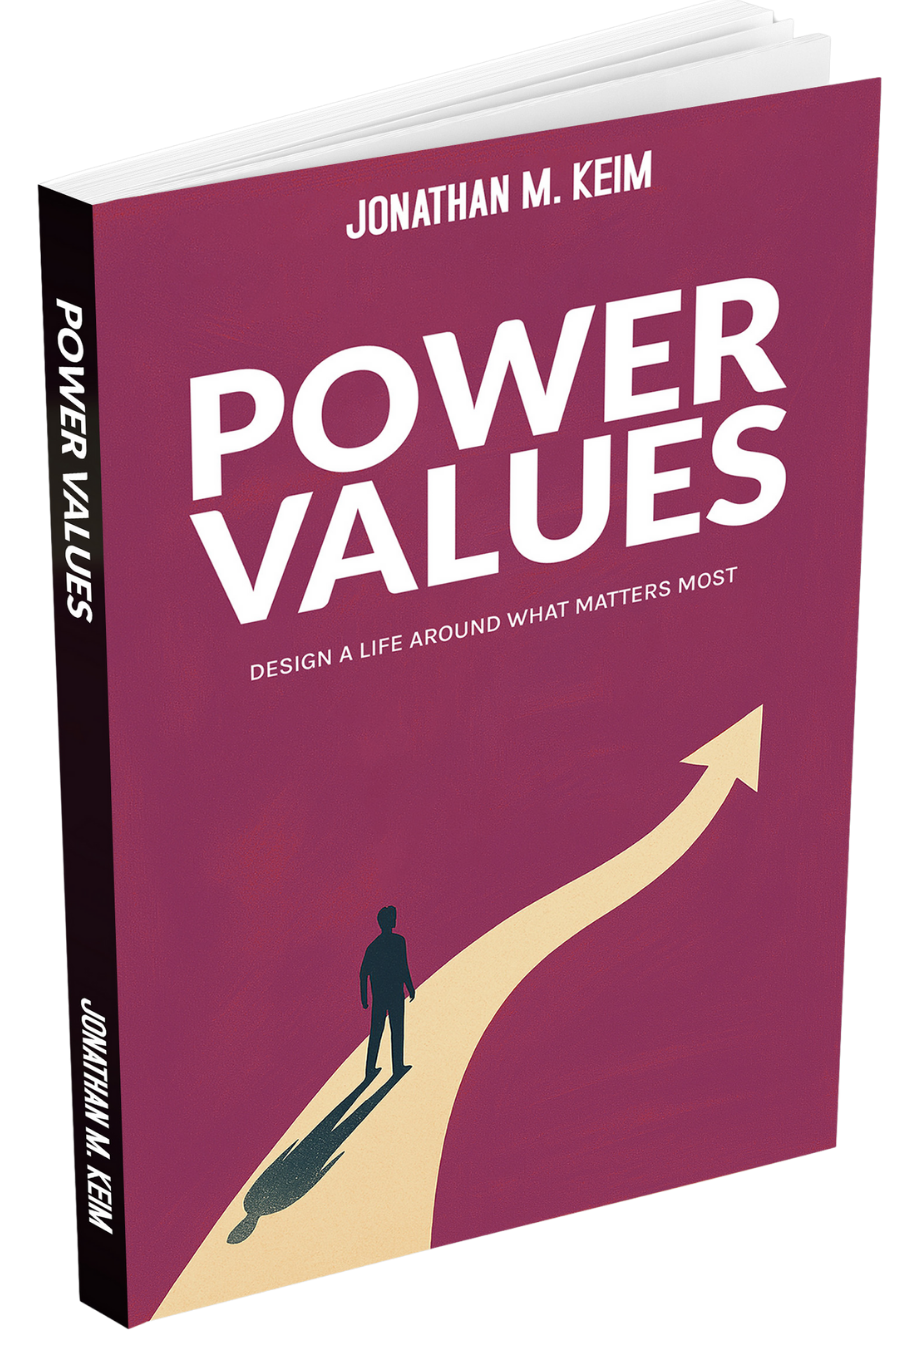 JONATHAN M. KEIM
POWER
VALUES
DESIGN A LIFE AROUND WHAT MATTERS MOST
POWER VALUES
JONATHAN M. KEIM